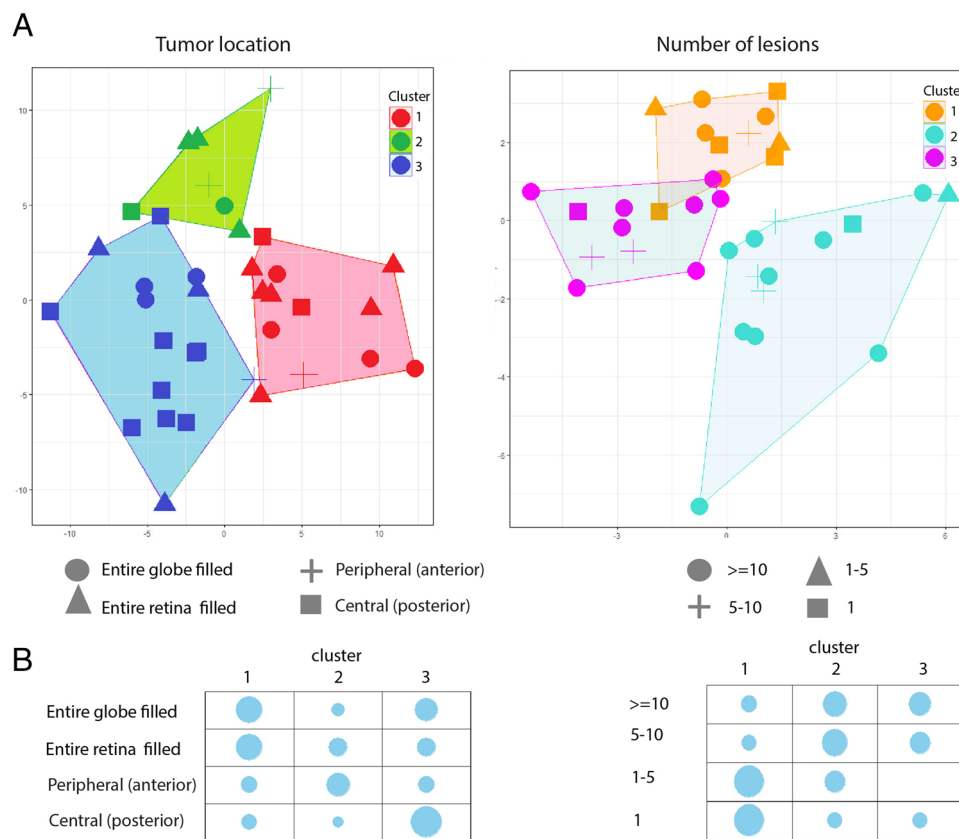 A
Tumor location
Number of lesions
Cluster
1
2
3
10
5
0
-5
-10
-10
-5
0
5
10
Cluster
1
2
3
2
0
-2
-4
-6
-3
0
3
6
Entire globe filled
Peripheral (anterior)
Entire retina filled
Central (posterior)
>=10
1-5
5-10
1
B
cluster
1 2 3
Entire globe filled
Entire retina filled
Peripheral (anterior)
Central (posterior)
cluster
1 2 3
>=10
5-10
1-5
1